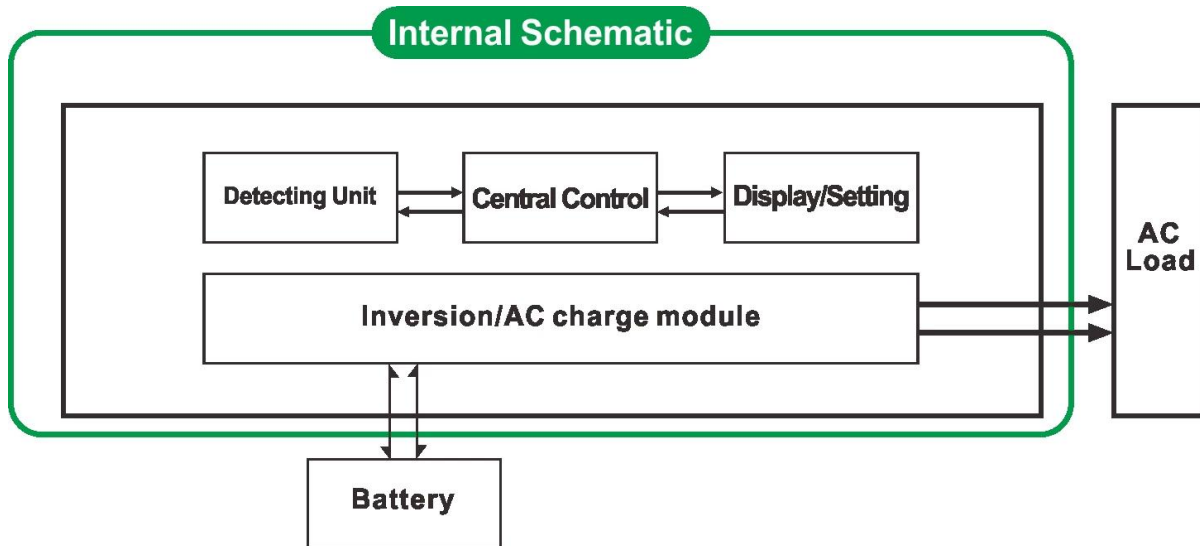 Internal Schematic
Detecting Unit
Central Control
Display/Setting
AC
Load
Inversion/AC charge module
Battery